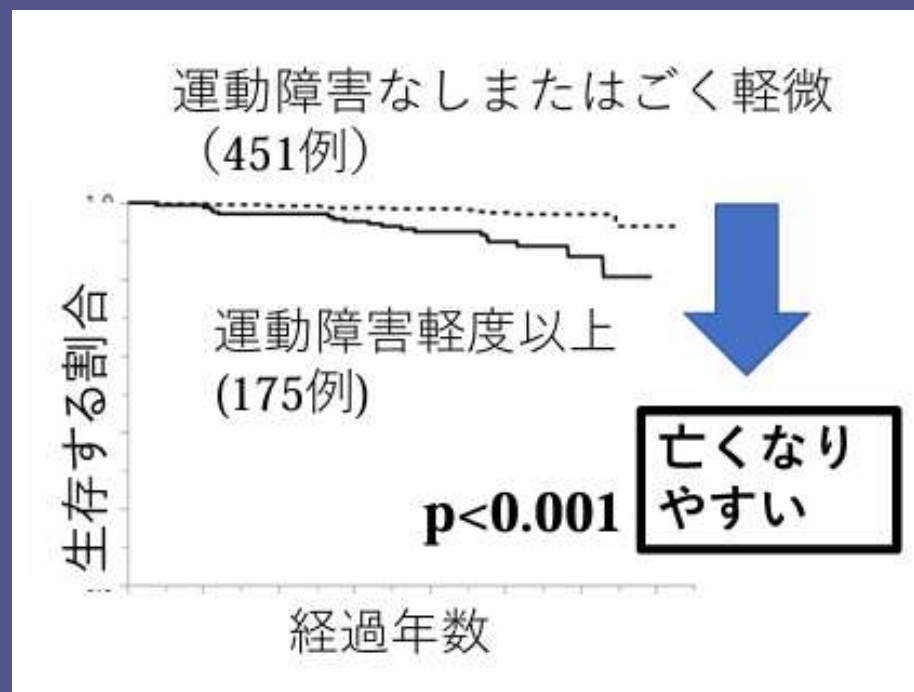 運動障害なしまたはごく軽微
（451例）
生存する割合
運動障害軽度以上
(175例)
p<0.001
亡くなり
やすい
経過年数